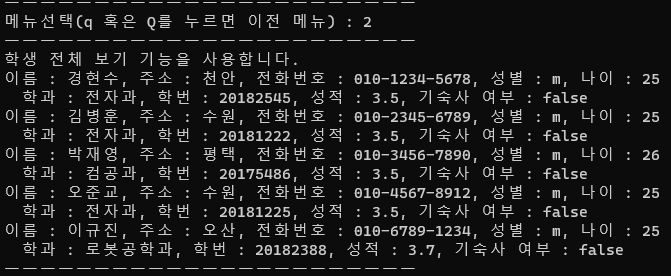 메뉴선택(q 혹은 Q를 누르면 이전 메뉴) : 2
학생 전체 보기 기능을 사용합니다.
이름 : 경현수, 주소 : 천안, 전화번호 : 010-1234-5678, 성별 : m, 나이 : 25
학과 : 전자과, 학번 : 20182545, 성적 : 3.5, 기숙사 여부 : false
이름 : 김병훈, 주소 : 수원, 전화번호 : 010-2345-6789, 성별 : m, 나이 : 25
학과 : 전자과, 학번 : 20181222, 성적 : 3.5, 기숙사 여부 : false
이름 : 박재영, 주소 : 평택, 전화번호 : 010-3456-7890, 성별 : m, 나이 : 26
학과 : 컴공과, 학번 : 20175486, 성적 : 3.5, 기숙사 여부 : false
이름 : 오준교, 주소 : 수원, 전화번호 : 010-4567-8912, 성별 : m, 나이 : 25
학과 : 전자과, 학번 : 20181225, 성적 : 3.5, 기숙사 여부 : false
이름 : 이규진, 주소 : 오산, 전화번호 : 010-6789-1234, 성별 : m, 나이 : 25
학과 : 로봇공학과, 학번 : 20182388, 성적 : 3.7, 기숙사 여부 : false